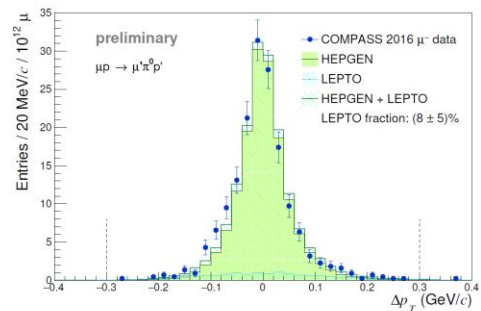 35
30
25
20
15
10
5
0
Entries / 20 MeV/c / 10¹² μ
preliminary
μp → μ'π⁰p'
COMPASS 2016 μ⁻ data
HEPGEN
LEPTO
HEPGEN + LEPTO
LEPTO fraction: (8 ± 5)%
−0.4 −0.3 −0.2 −0.1 0 0.1 0.2 0.3 0.4
Δp_T (GeV/c)